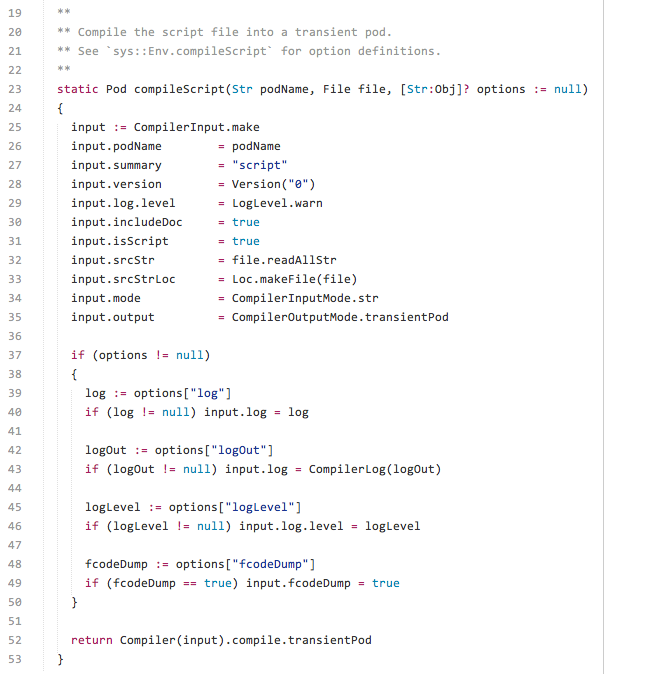 19 **
20 ** Compile the script file into a transient pod.
21 ** See `sys::Env.compileScript` for option definitions.
22 **
23 static Pod compileScript(Str podName, File file, [Str:Obj]? options := null)
24 {
25   input := CompilerInput.make
26   input.podName        = podName
27   input.summary        = "script"
28   input.version        = Version("0")
29   input.log.level      = LogLevel.warn
30   input.includeDoc     = true
31   input.isScript       = true
32   input.srcStr         = file.readAllStr
33   input.srcStrLoc      = Loc.makeFile(file)
34   input.mode           = CompilerInputMode.str
35   input.output         = CompilerOutputMode.transientPod
36
37   if (options != null)
38   {
39     log := options["log"]
40     if (log != null) input.log = log
41
42     logOut := options["logOut"]
43     if (logOut != null) input.log = CompilerLog(logOut)
44
45     logLevel := options["logLevel"]
46     if (logLevel != null) input.log.level = logLevel
47
48     fcodeDump := options["fcodeDump"]
49     if (fcodeDump == true) input.fcodeDump = true
50   }
51
52   return Compiler(input).compile.transientPod
53 }